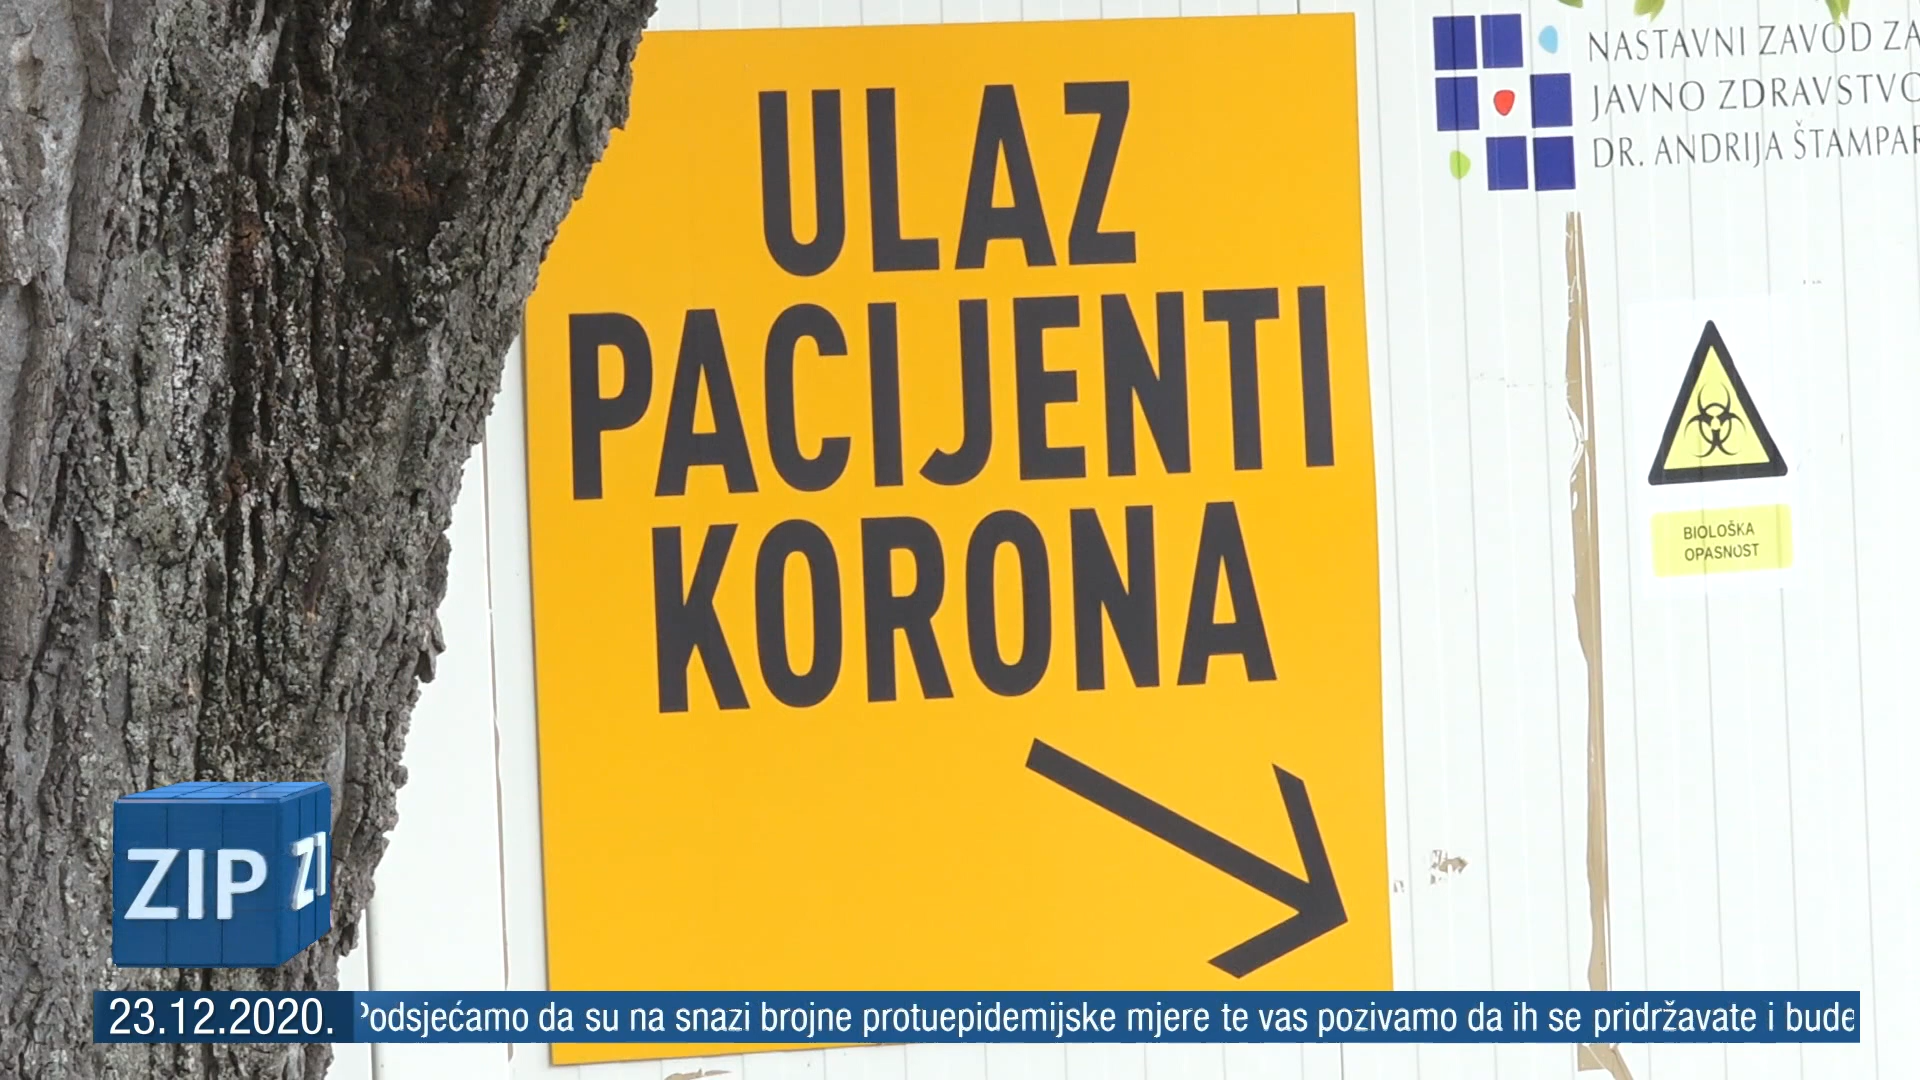 ULAZ
PACIJENTI
KORONA
NASTAVNI ZAVOD ZA
JAVNO ZDRAVSTVO
DR. ANDRIJA
BIOLOŠKA
OPASNOST
ZIP
23.12.2020.
Podsjećamo da su na snazi brojne protuepidemijske mjere te vas pozivamo da ih se pridržavate i bude